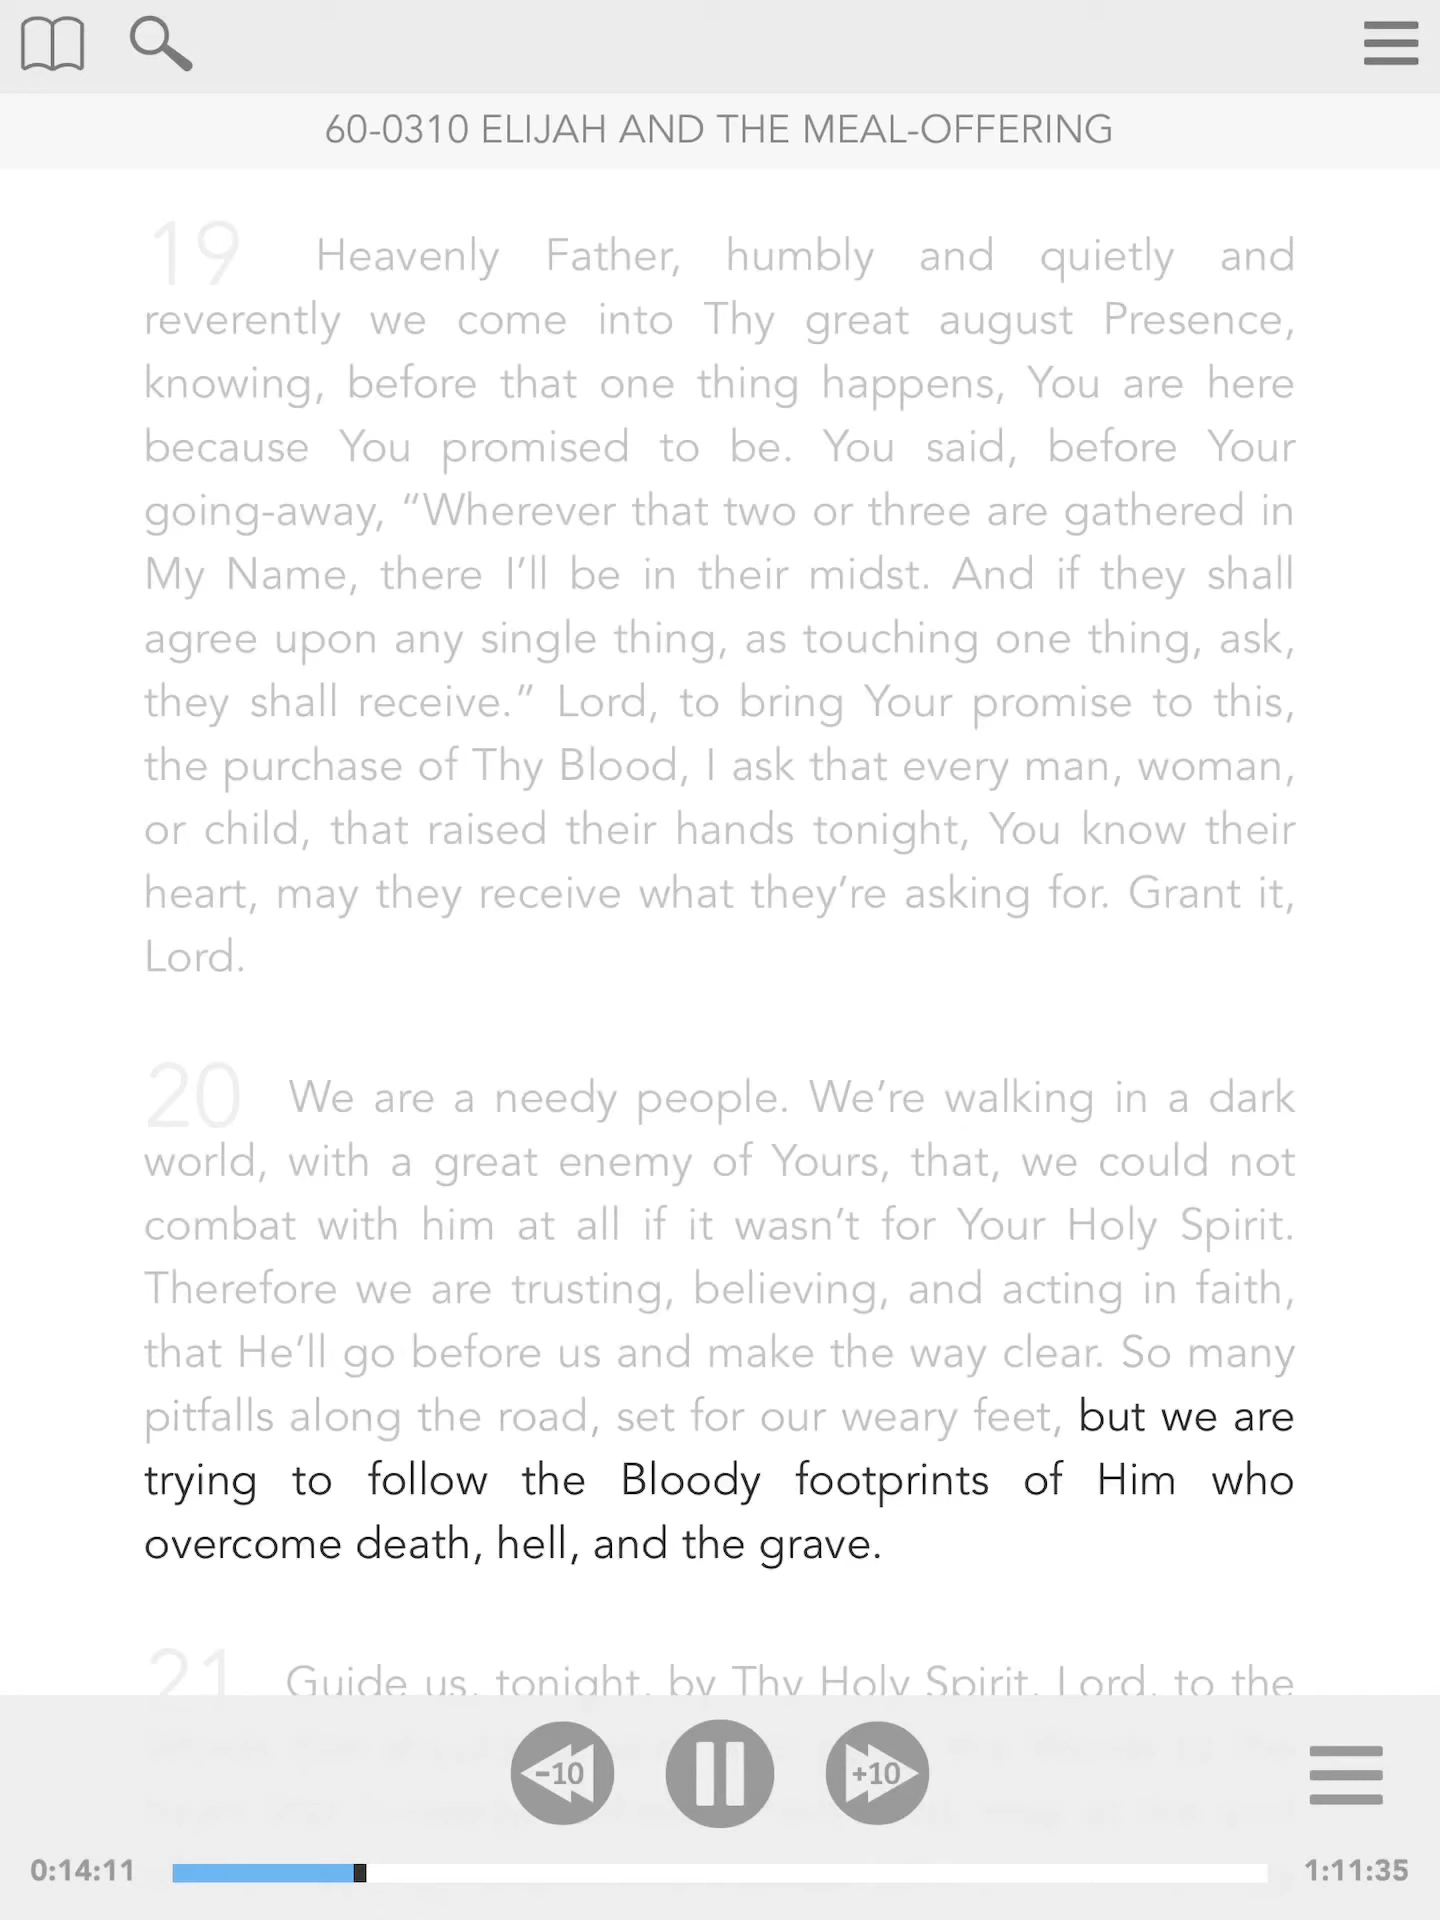 60-0310 ELIJAH AND THE MEAL-OFFERING
19 Heavenly Father, humbly and quietly and
reverently we come into Thy great august Presence,
knowing, before that one thing happens, You are here
because You promised to be. You said, before Your
going-away, “Wherever that two or three are gathered in
My Name, there I’ll be in their midst. And if they shall
agree upon any single thing, as touching one thing, ask,
they shall receive.” Lord, to bring Your promise to this,
the purchase of Thy Blood, I ask that every man, woman,
or child, that raised their hands tonight, You know their
heart, may they receive what they’re asking for. Grant it,
Lord.
20 We are a needy people. We’re walking in a dark
world, with a great enemy of Yours, that, we could not
combat with him at all if it wasn’t for Your Holy Spirit.
Therefore we are trusting, believing, and acting in faith,
that He’ll go before us and make the way clear. So many
pitfalls along the road, set for our weary feet, but we are
trying to follow the Bloody footprints of Him who
overcome death, hell, and the grave.
21 Guide us, tonight, by Thy Holy Spirit, Lord, to the
-10 +10
0:14:11 1:11:35